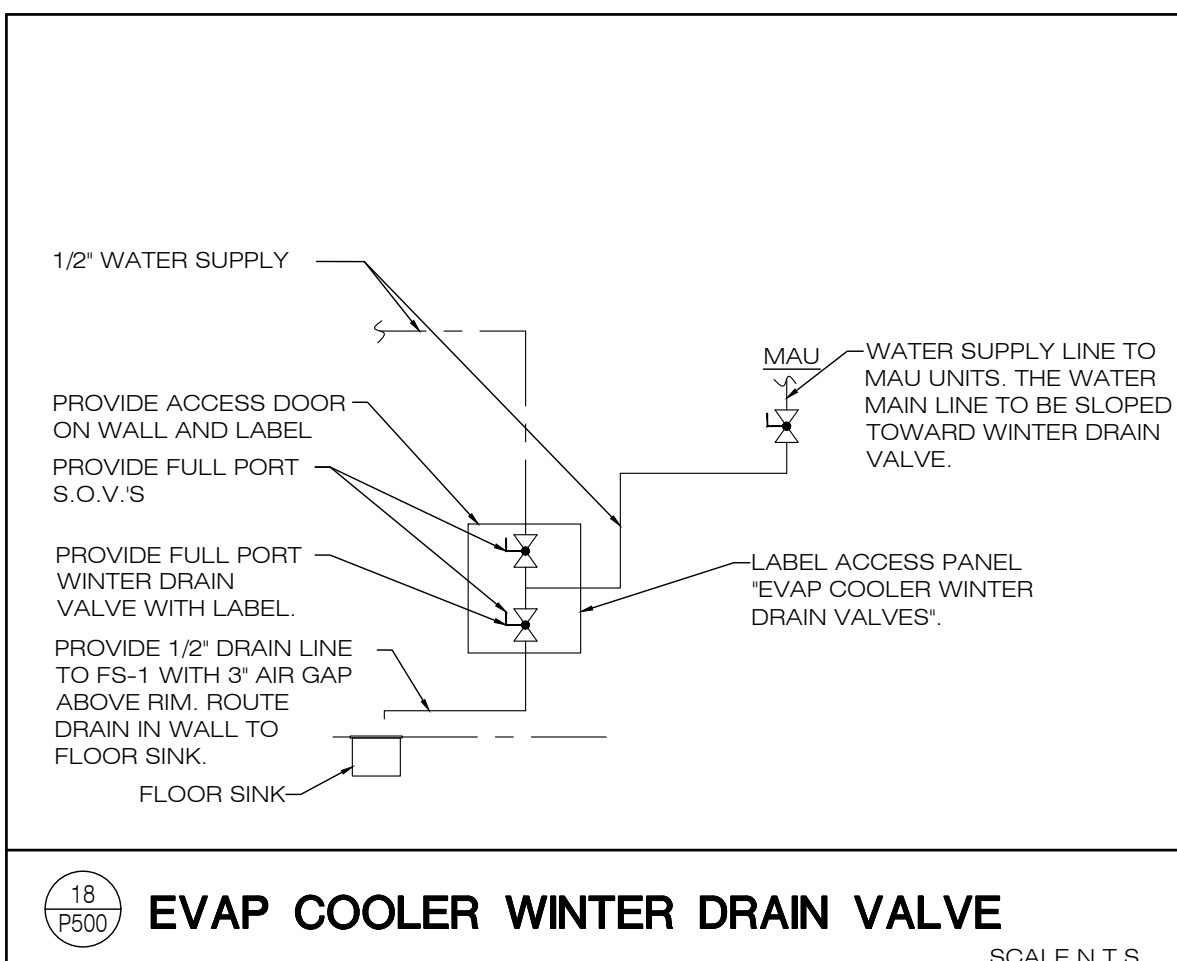 1/2" WATER SUPPLY
PROVIDE ACCESS DOOR
ON WALL AND LABEL
PROVIDE FULL PORT
S.O.V.'S
PROVIDE FULL PORT
WINTER DRAIN
VALVE WITH LABEL.
PROVIDE 1/2" DRAIN LINE
TO FS-1 WITH 3" AIR GAP
ABOVE RIM. ROUTE
DRAIN IN WALL TO
FLOOR SINK.
FLOOR SINK
MAU
WATER SUPPLY LINE TO
MAU UNITS. THE WATER
MAIN LINE TO BE SLOPED
TOWARD WINTER DRAIN
VALVE.
LABEL ACCESS PANEL
"EVAP COOLER WINTER
DRAIN VALVES".
18
P500
EVAP COOLER WINTER DRAIN VALVE
SCALE N.T.S.